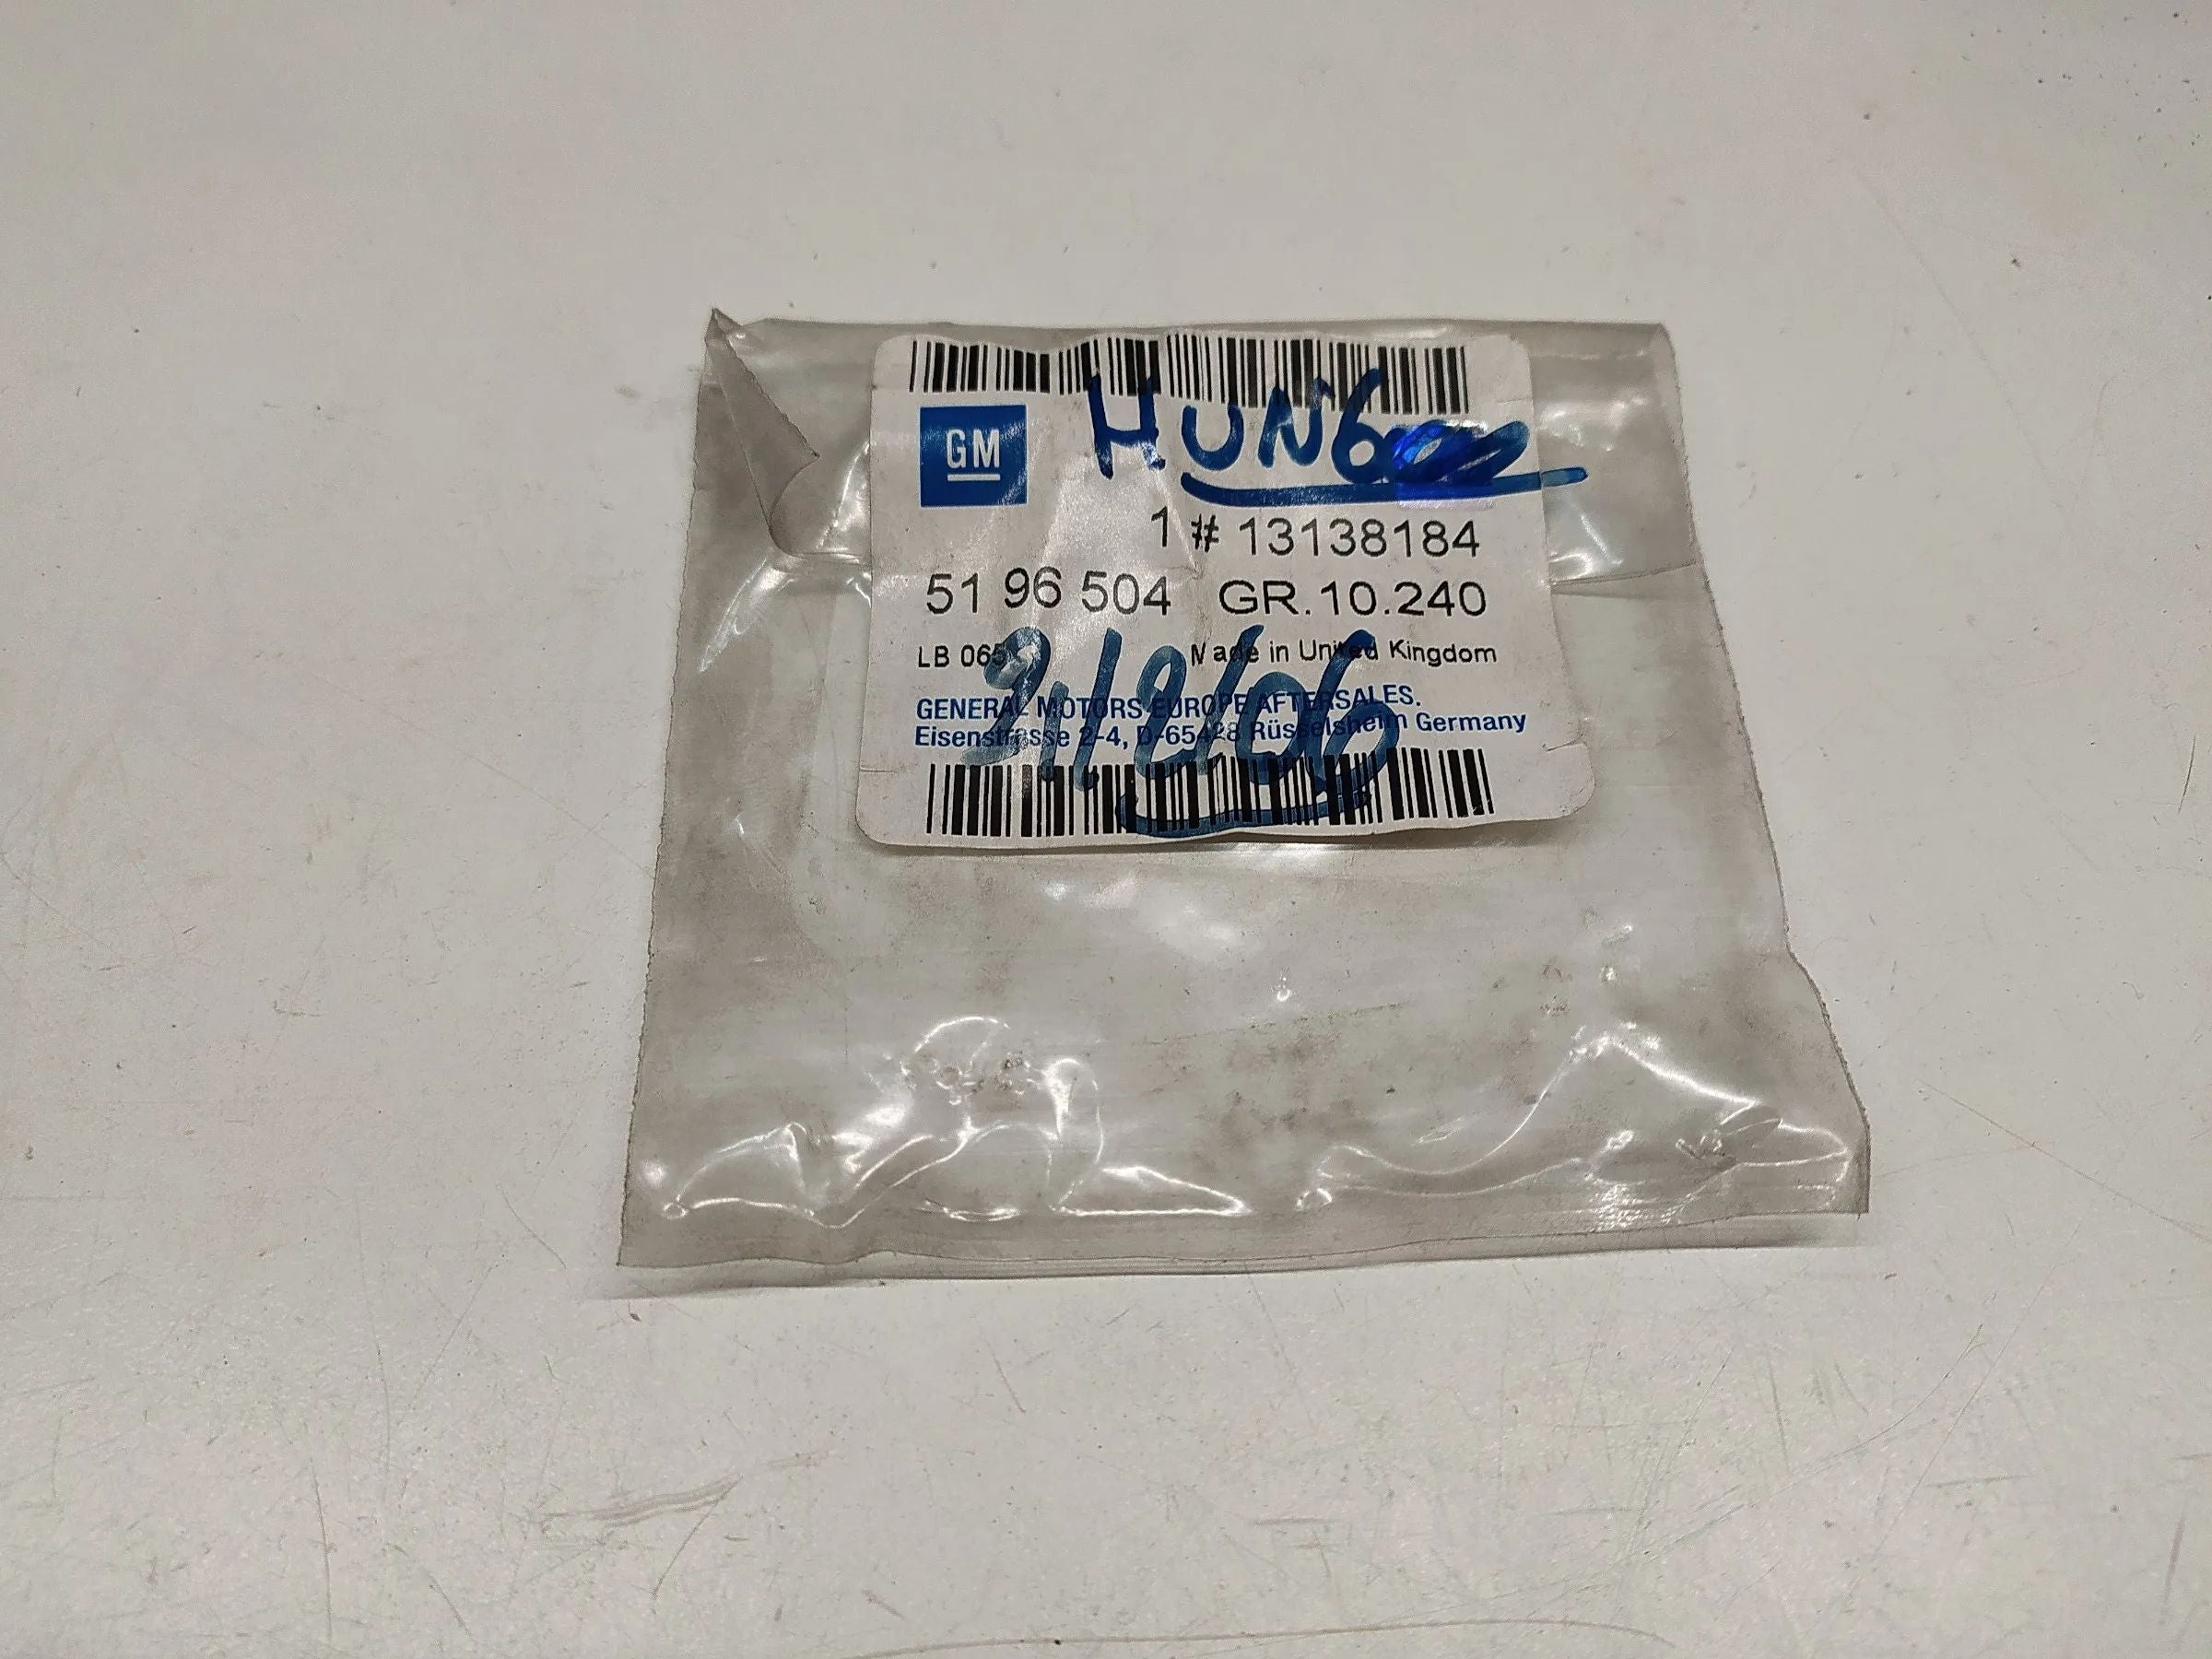 GM
1 # 13138184
51 96 504 GR.10.240
LB 065 Made in United Kingdom
GENERAL MOTORS EUROPE AFTERSALES.
Eisenstrasse 2-4, D-65428 Rüsselsheim Germany